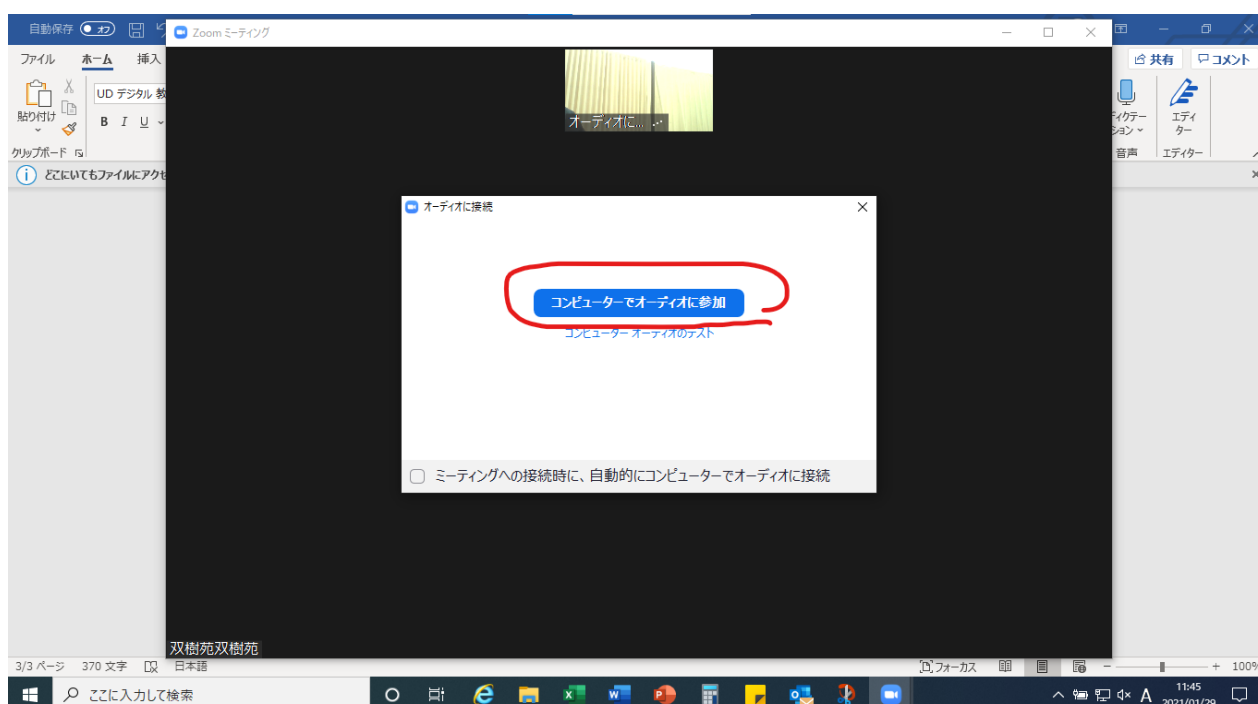 自動保存 オフ
Zoom ミーティング
ファイル ホーム 挿入
共有 コメント
UD デジタル 教
貼り付け
B I U
クリップボード
オーディオに...
ディクテー
ション
エディ
ター
音声 エディター
どこにいてもファイルにアクセ
オーディオに接続
コンピューターでオーディオに参加
コンピューター オーディオのテスト
ミーティングへの接続時に、自動的にコンピューターでオーディオに接続
双樹苑双樹苑
3/3 ページ 370 文字 日本語 フォーカス 100%
ここに入力して検索
A 11:45
2021/01/29